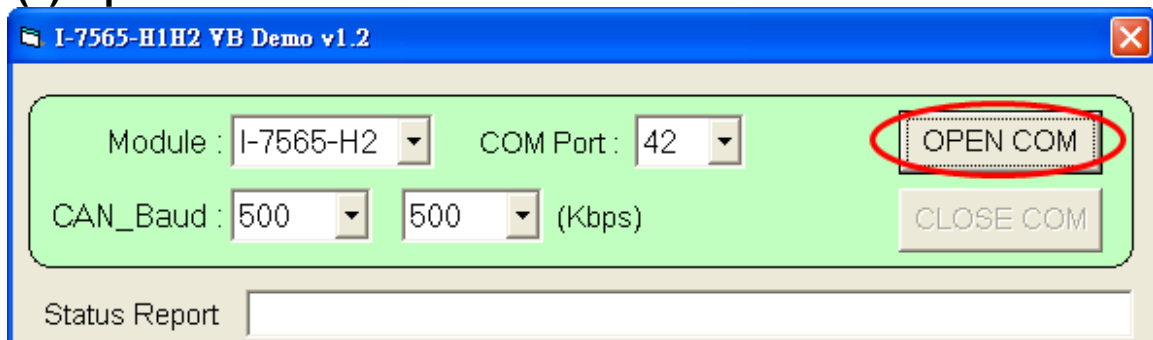 I-7565-H1H2 VB Demo v1.2
Module : I-7565-H2 COM Port : 42 OPEN COM
CAN_Baud : 500 500 (Kbps) CLOSE COM
Status Report